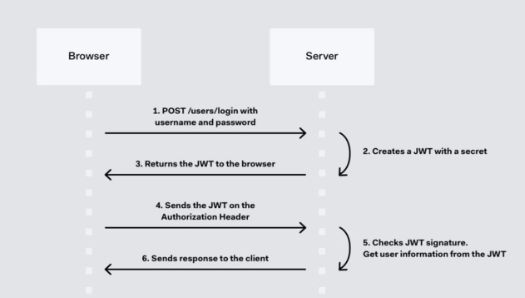 Browser
Server
1. POST /users/login with
username and password
2. Creates a JWT with a secret
3. Returns the JWT to the browser
4. Sends the JWT on the
Authorization Header
5. Checks JWT signature.
Get user information from the JWT
6. Sends response to the client